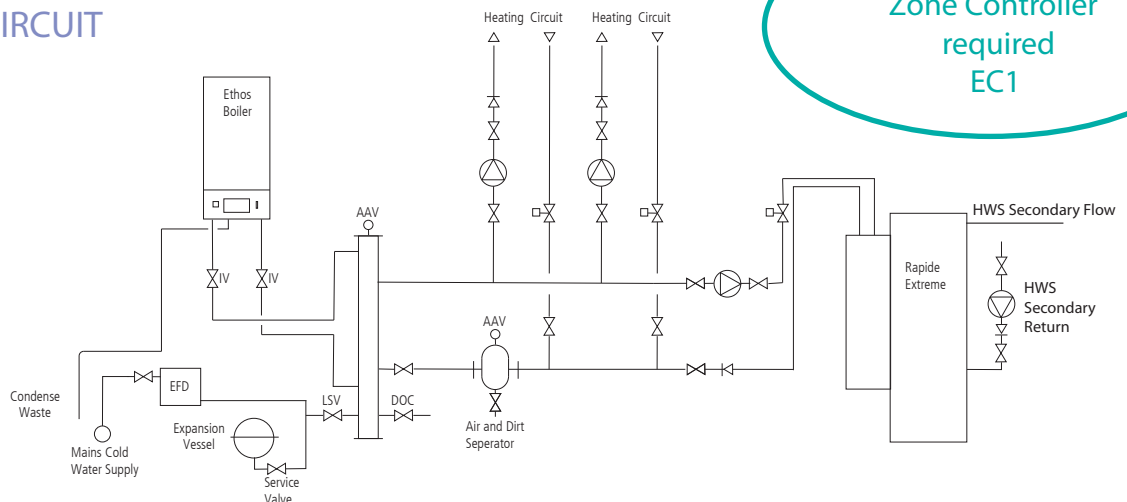 IRCUIT
Heating Circuit
Heating Circuit
Zone Controller
required
EC1
Ethos
Boiler
AAV
HWS Secondary Flow
IV
IV
Rapide
Extreme
HWS
Secondary
Return
AAV
EFD
LSV
DOC
Condense
Waste
Expansion
Vessel
Air and Dirt
Seperator
Mains Cold
Water Supply
Service
Valve